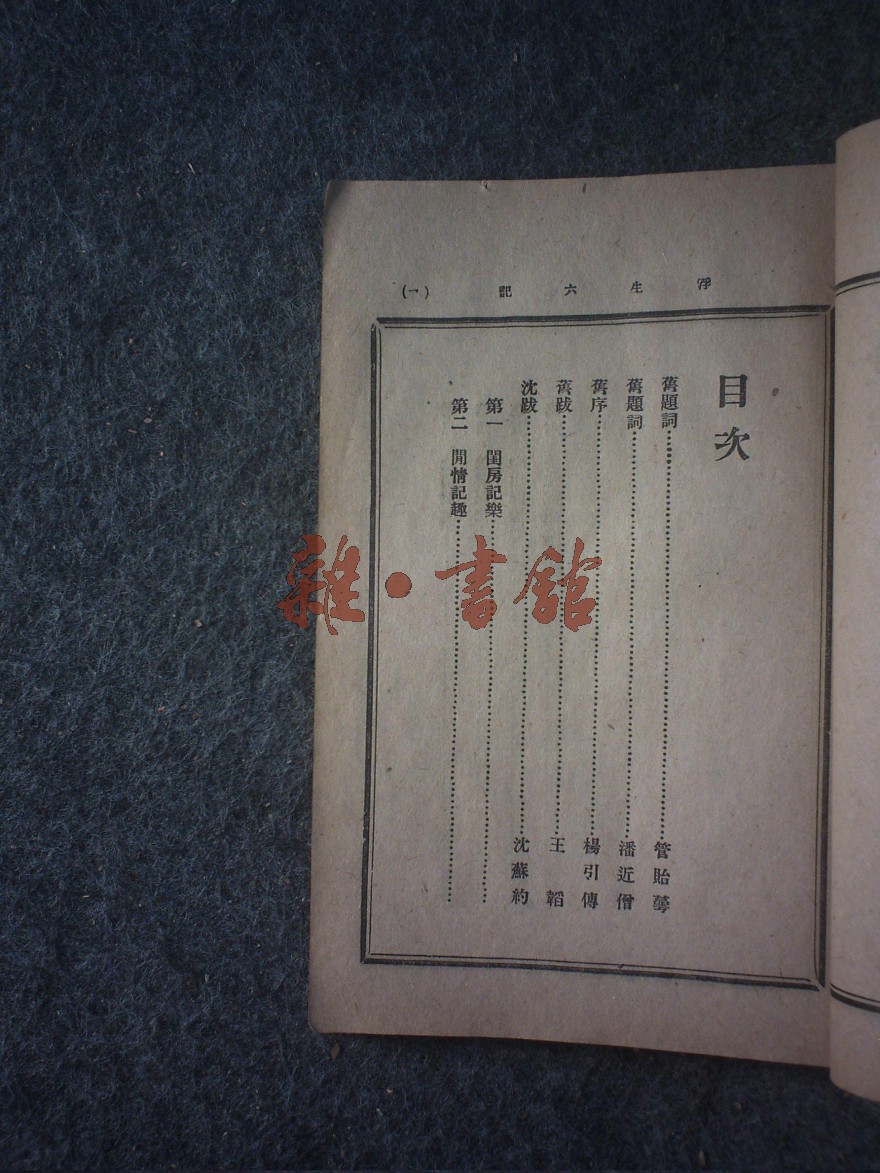 浮生六記
(一)
目次
舊題詞……管貽萼
舊題詞……潘近僧
舊序……楊引傳
舊跋……王韜
沈跋……沈蘇約
第一 閨房記樂……
第二 閒情記趣……
雜·書館